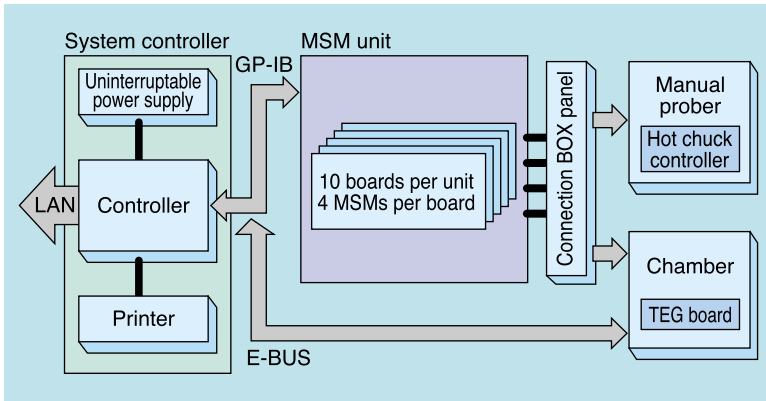 System controller
Uninterruptable
power supply
LAN
Controller
Printer
GP-IB
E-BUS
MSM unit
10 boards per unit
4 MSMs per board
Connection BOX panel
Manual
prober
Hot chuck
controller
Chamber
TEG board